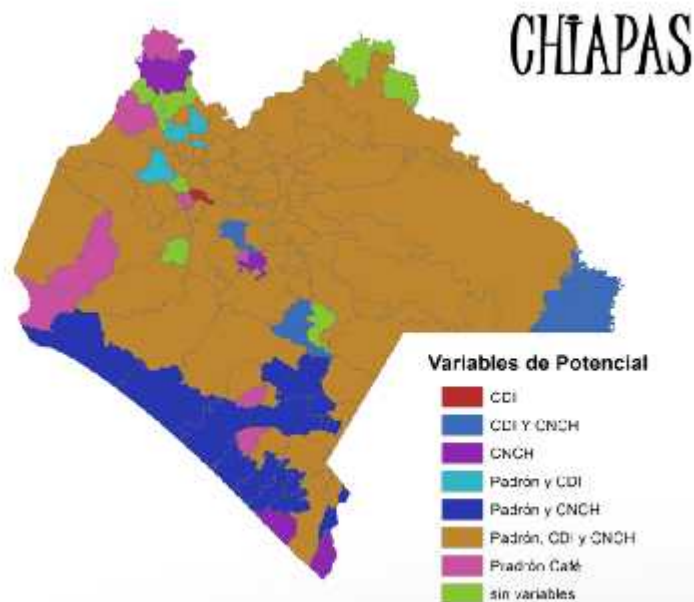 CHIAPAS
Variables de Potencial
CDI
CDI Y CNCH
CNCH
Padrón y CDI
Padrón y CNCH
Padrón, CDI y CNCH
Pradrón Café
sin variables